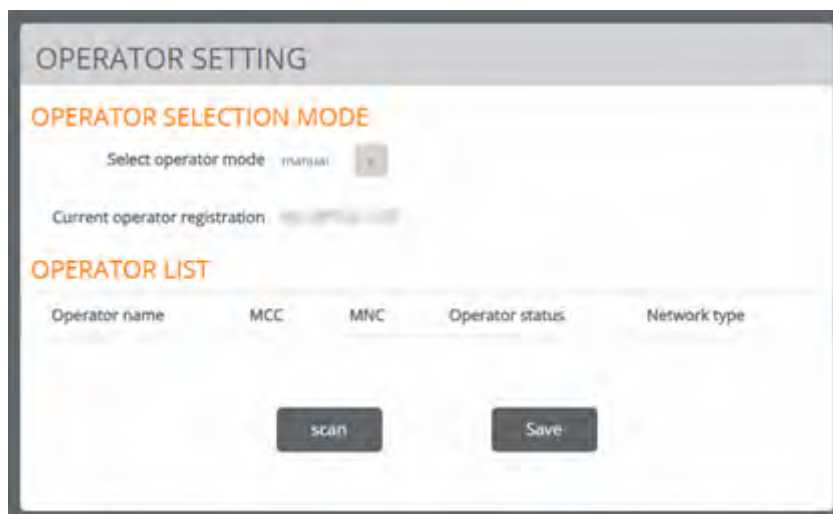 OPERATOR SETTING
OPERATOR SELECTION MODE
Select operator mode manual
Current operator registration
OPERATOR LIST
Operator name MCC MNC Operator status Network type
scan Save